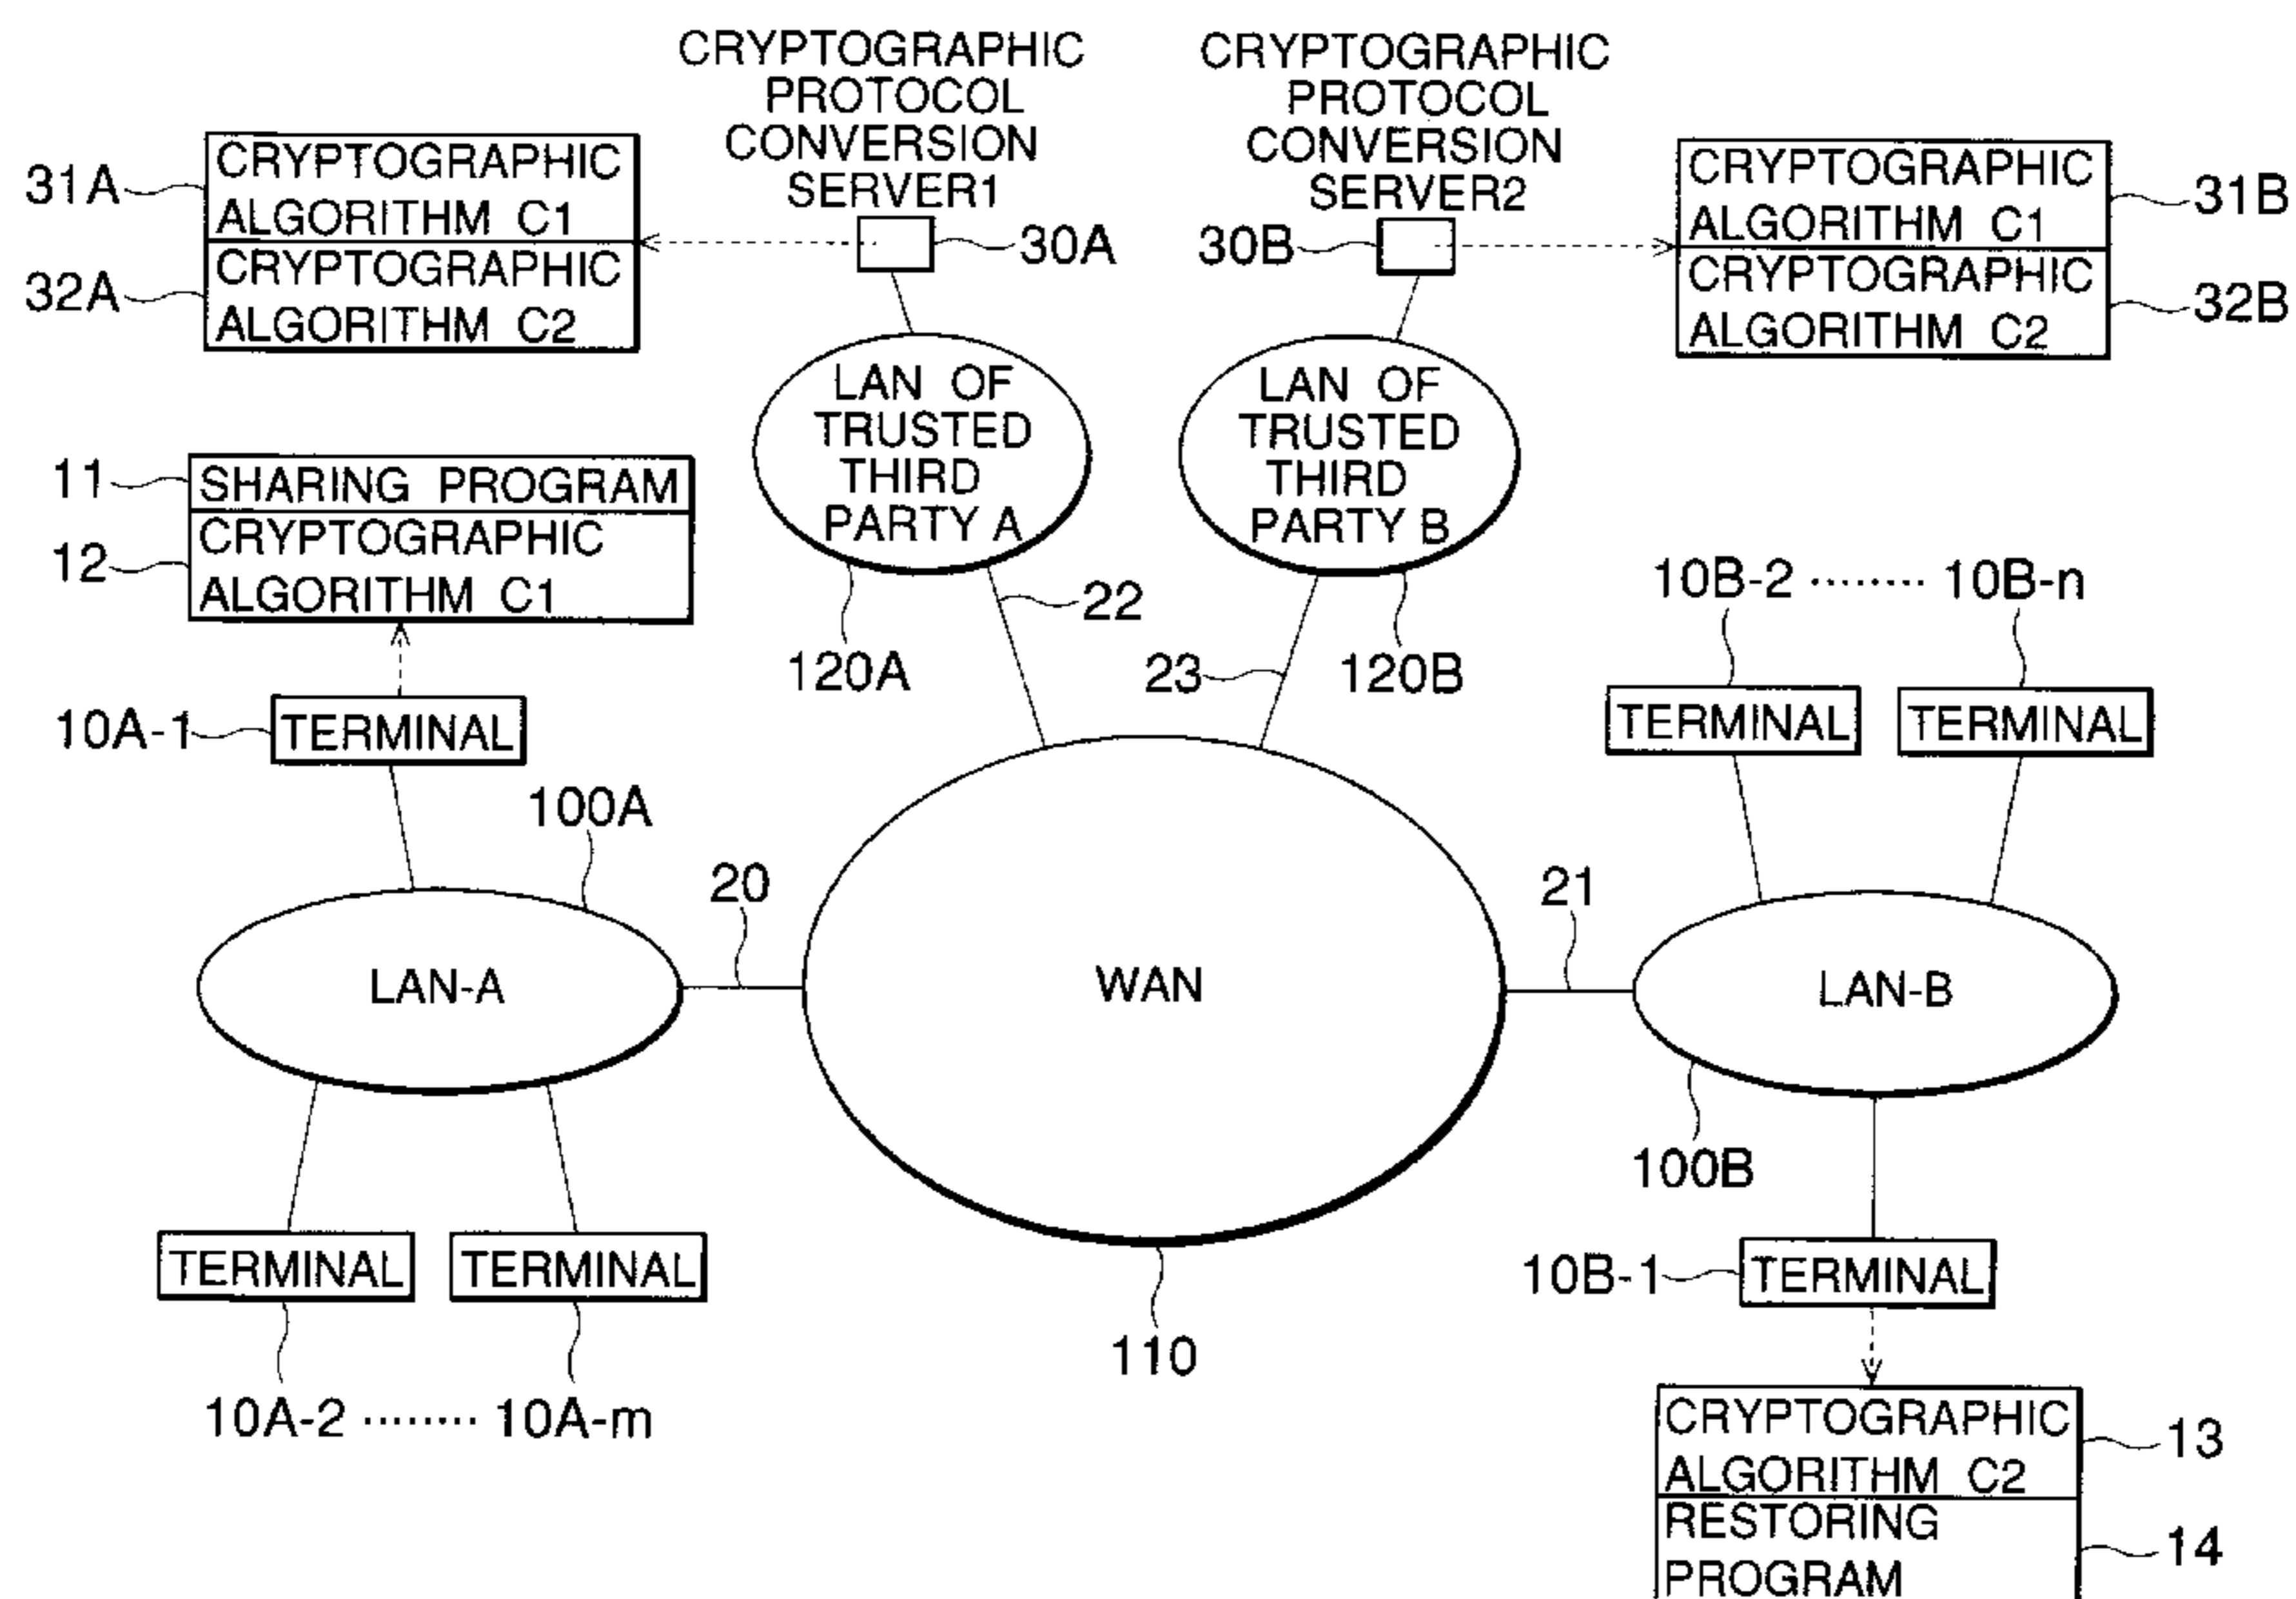 CRYPTOGRAPHIC
PROTOCOL
CONVERSION
SERVER1
CRYPTOGRAPHIC
PROTOCOL
CONVERSION
SERVER2
31A
CRYPTOGRAPHIC
ALGORITHM C1
32A
CRYPTOGRAPHIC
ALGORITHM C2
30A
30B
CRYPTOGRAPHIC
ALGORITHM C1
31B
CRYPTOGRAPHIC
ALGORITHM C2
32B
LAN OF
TRUSTED
THIRD
PARTY A
LAN OF
TRUSTED
THIRD
PARTY B
11
SHARING PROGRAM
12
CRYPTOGRAPHIC
ALGORITHM C1
22
120A
23
120B
10B-2 ........ 10B-n
10A-1
TERMINAL
TERMINAL
TERMINAL
100A
20
21
LAN-A
WAN
LAN-B
100B
TERMINAL
TERMINAL
10B-1
TERMINAL
110
10A-2 ........ 10A-m
CRYPTOGRAPHIC
ALGORITHM C2
13
RESTORING
PROGRAM
14